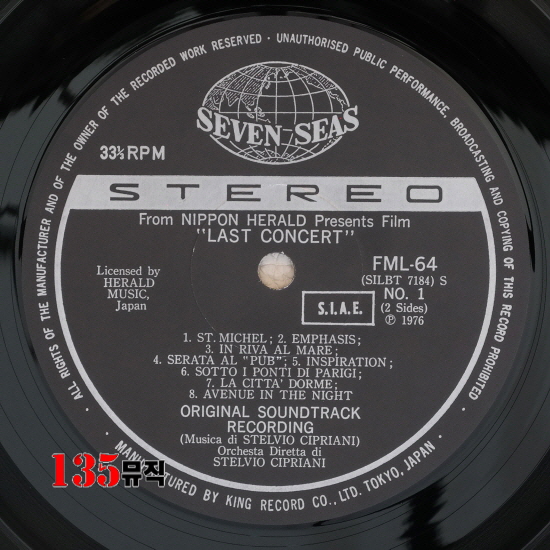 ALL RIGHTS OF THE MANUFACTURER AND OF THE OWNER OF THE RECORDED WORK RESERVED · UNAUTHORISED PUBLIC PERFORMANCE, BROADCASTING AND COPYING OF THIS RECORD PROHIBITED.
SEVEN SEAS
33⅓ RPM
STEREO
From NIPPON HERALD Presents Film
"LAST CONCERT"
Licensed by
HERALD
MUSIC,
Japan
FML-64
(SILBT 7184) S
NO. 1
(2 Sides)
℗ 1976
S.I.A.E.
1. ST. MICHEL; 2. EMPHASIS;
3. IN RIVA AL MARE;
4. SERATA AL "PUB"; 5. INSPIRATION;
6. SOTTO I PONTI DI PARIGI;
7. LA CITTA' DORME;
8. AVENUE IN THE NIGHT
ORIGINAL SOUNDTRACK
RECORDING
(Musica di STELVIO CIPRIANI)
Orchesta Diretta di
STELVIO CIPRIANI
· MANUFACTURED BY KING RECORD CO., LTD. TOKYO, JAPAN ·
135뮤직